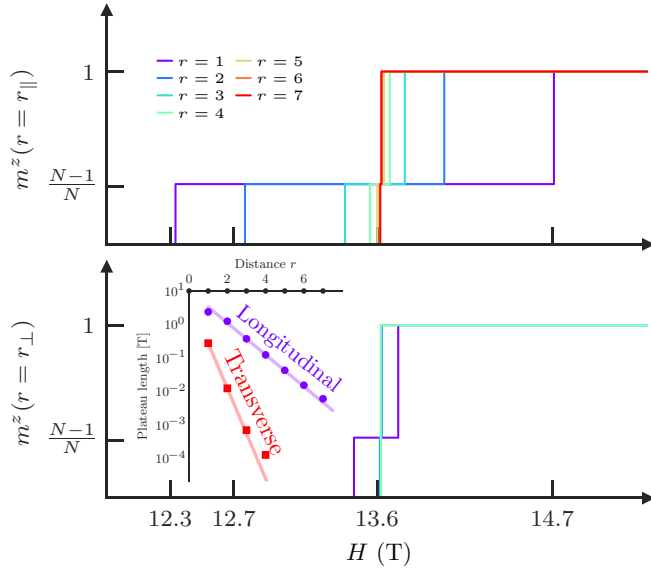 m^z(r = r_∥)
1
N−1
N
r = 1
r = 2
r = 3
r = 4
r = 5
r = 6
r = 7
m^z(r = r_⊥)
1
N−1
N
Distance r
0 2 4 6
Plateau length [T]
10^1
10^0
10^−1
10^−2
10^−3
10^−4
Longitudinal
Transverse
12.3 12.7 13.6 14.7
H (T)